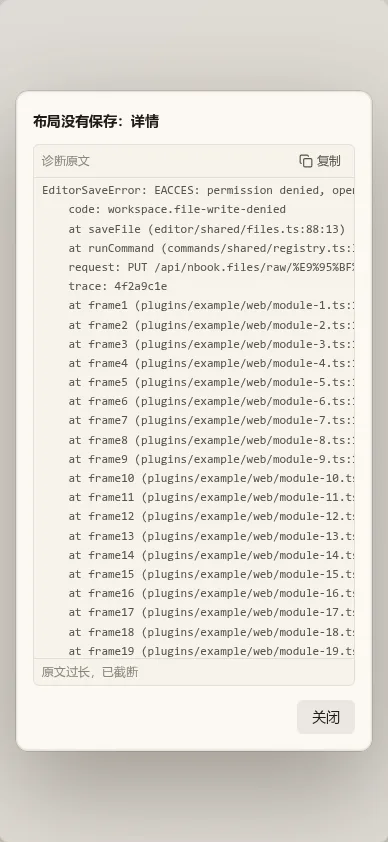 布局没有保存：详情
诊断原文
复制
EditorSaveError: EACCES: permission denied, open
code: workspace.file-write-denied
at saveFile (editor/shared/files.ts:88:13)
at runCommand (commands/shared/registry.ts:
request: PUT /api/nbook.files/raw/%E9%95%BF%
trace: 4f2a9c1e
at frame1 (plugins/example/web/module-1.ts:1
at frame2 (plugins/example/web/module-2.ts:1
at frame3 (plugins/example/web/module-3.ts:1
at frame4 (plugins/example/web/module-4.ts:1
at frame5 (plugins/example/web/module-5.ts:1
at frame6 (plugins/example/web/module-6.ts:1
at frame7 (plugins/example/web/module-7.ts:1
at frame8 (plugins/example/web/module-8.ts:1
at frame9 (plugins/example/web/module-9.ts:1
at frame10 (plugins/example/web/module-10.ts
at frame11 (plugins/example/web/module-11.ts
at frame12 (plugins/example/web/module-12.ts
at frame13 (plugins/example/web/module-13.ts
at frame14 (plugins/example/web/module-14.ts
at frame15 (plugins/example/web/module-15.ts
at frame16 (plugins/example/web/module-16.ts
at frame17 (plugins/example/web/module-17.ts
at frame18 (plugins/example/web/module-18.ts
at frame19 (plugins/example/web/module-19.ts
原文过长，已截断
关闭